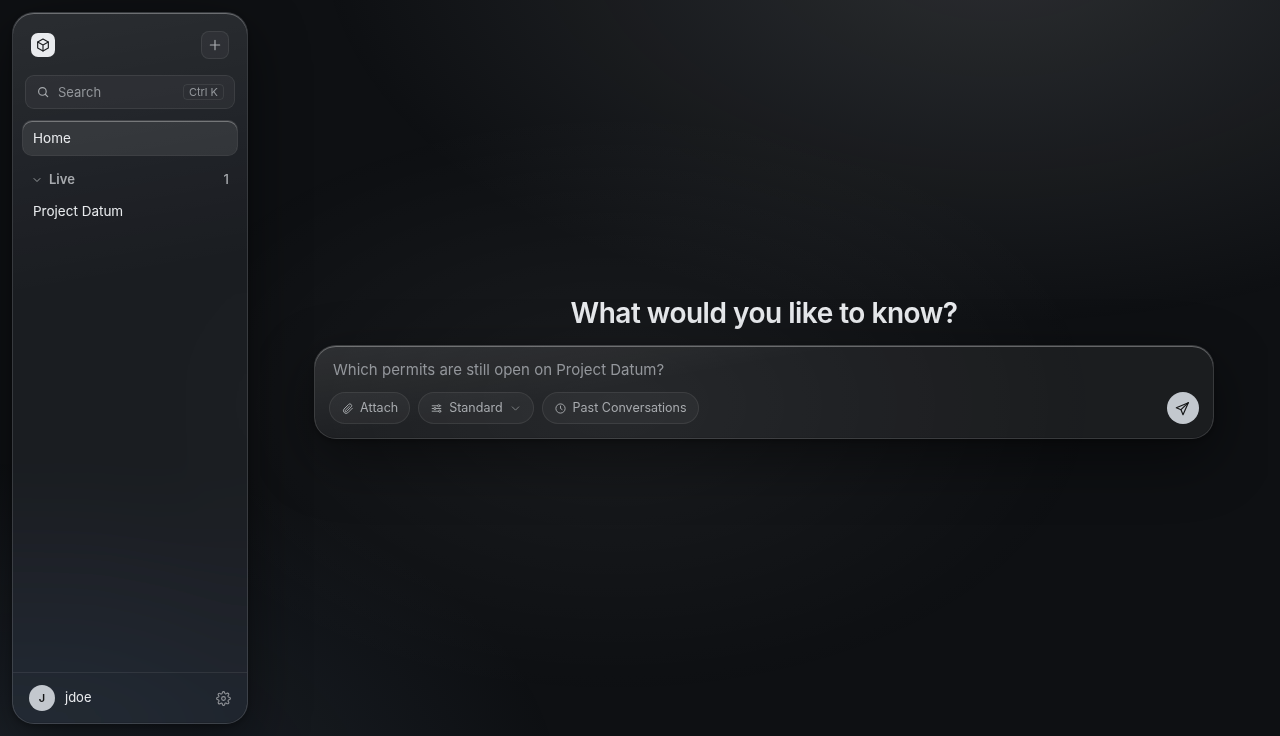 Search
Ctrl K
Home
Live
1
Project Datum
What would you like to know?
Which permits are still open on Project Datum?
Attach
Standard
Past Conversations
J
jdoe